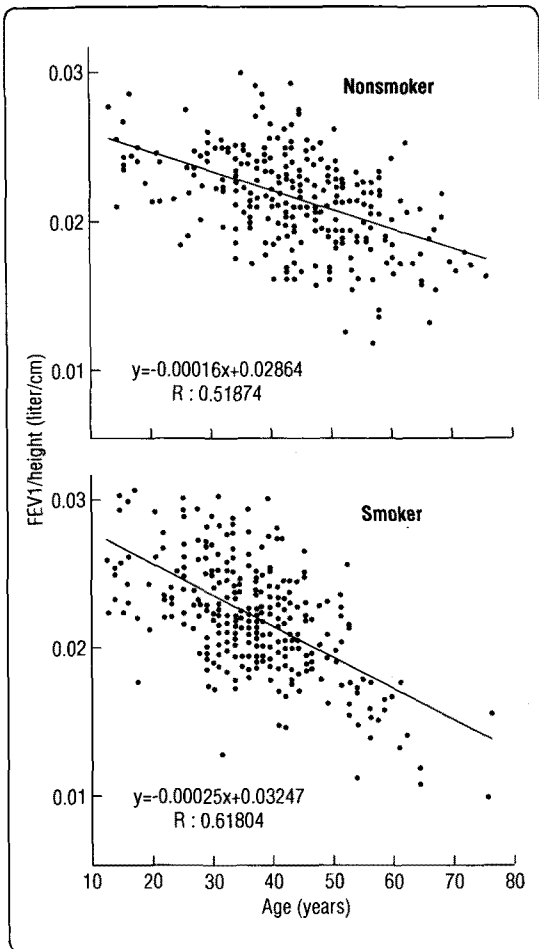 0.03
Nonsmoker
0.02
0.01
y=-0.00016x+0.02864
R : 0.51874
FEV1/height (liter/cm)
0.03
Smoker
0.02
0.01
y=-0.00025x+0.03247
R : 0.61804
10 20 30 40 50 60 70 80
Age (years)